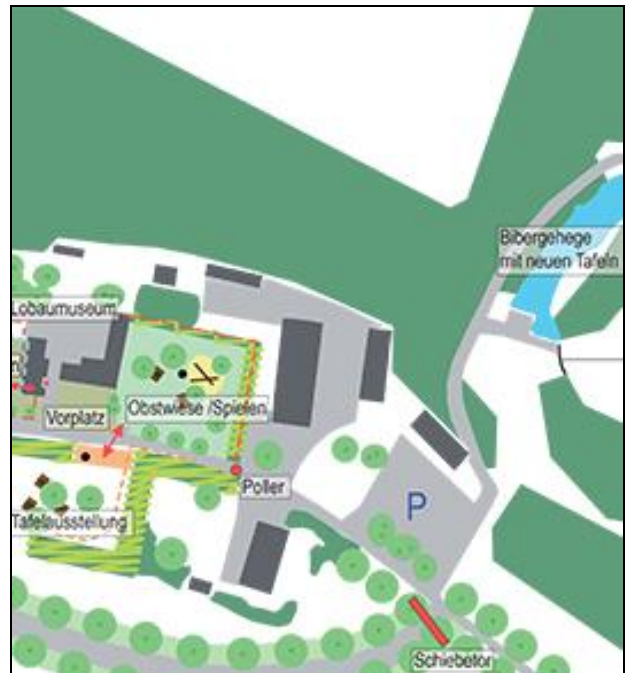 Bibergehege
mit neuen Tafeln
Lobaumuseum
Obstwiese /Spielen
Vorplatz
Poller
P
Tafelausstellung
Schiebetor